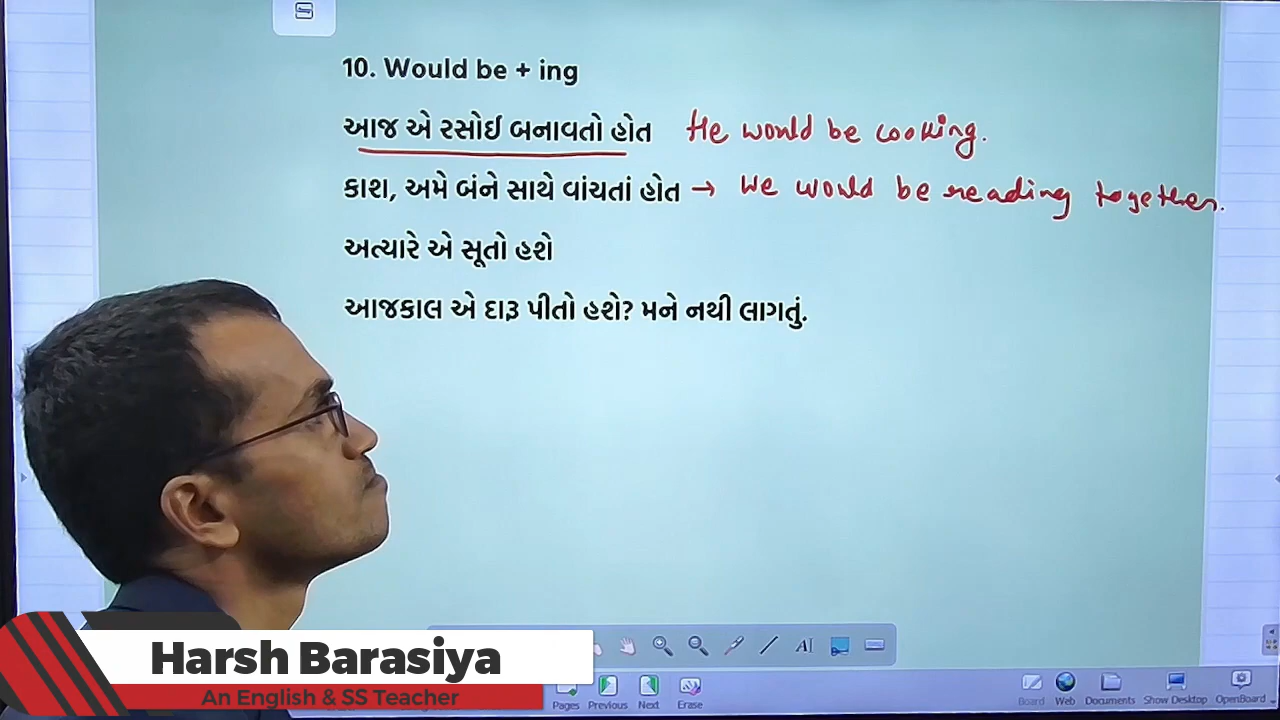 10. Would be + ing
આજ એ રસોઈ બનાવતો હોત He would be cooking.
કાશ, અમે બંને સાથે વાંચતાં હોત → We would be reading together.
અત્યારે એ સૂતો હશે
આજકાલ એ દારૂ પીતો હશે? મને નથી લાગતું.
Harsh Barasiya
An English & SS Teacher
Pages Previous Next Erase Board Web Documents Show Desktop OpenBoard